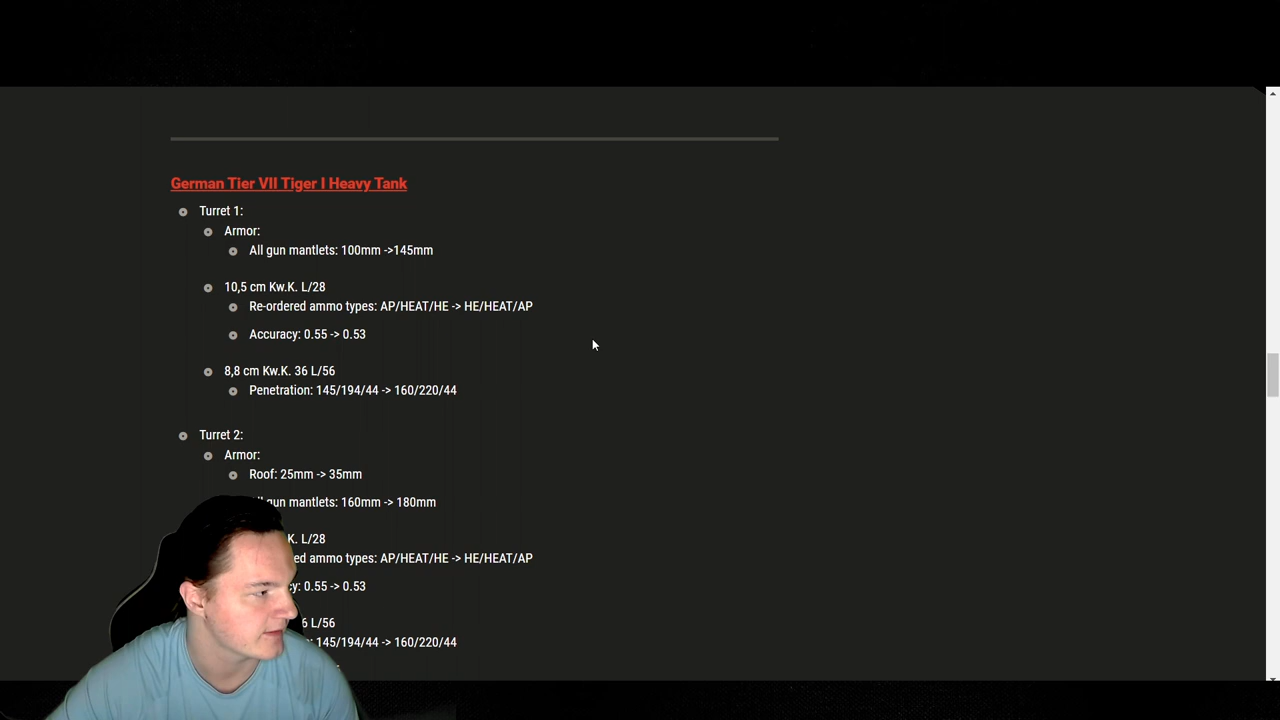 German Tier VII Tiger I Heavy Tank
Turret 1:
Armor:
All gun mantlets: 100mm ->145mm
10,5 cm Kw.K. L/28
Re-ordered ammo types: AP/HEAT/HE -> HE/HEAT/AP
Accuracy: 0.55 -> 0.53
8,8 cm Kw.K. 36 L/56
Penetration: 145/194/44 -> 160/220/44
Turret 2:
Armor:
Roof: 25mm -> 35mm
gun mantlets: 160mm -> 180mm
K. L/28
ammo types: AP/HEAT/HE -> HE/HEAT/AP
0.55 -> 0.53
L/56
145/194/44 -> 160/220/44